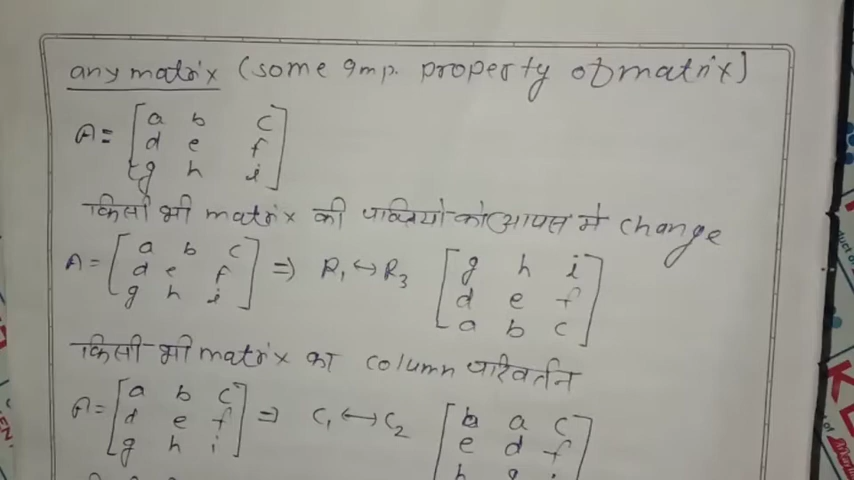 any matrix (some imp. property of matrix)
A = [a b c
d e f
g h i]
किसी भी matrix की पंक्तियो को आपस मे change
A = [a b c ⇒ R₁ ↔ R₃ [g h i
d e f d e f
g h i] a b c]
किसी भी matrix का column परिवर्तन
A = [a b c ⇒ C₁ ↔ C₂ [b a c
d e f e d f
g h i] h g i]